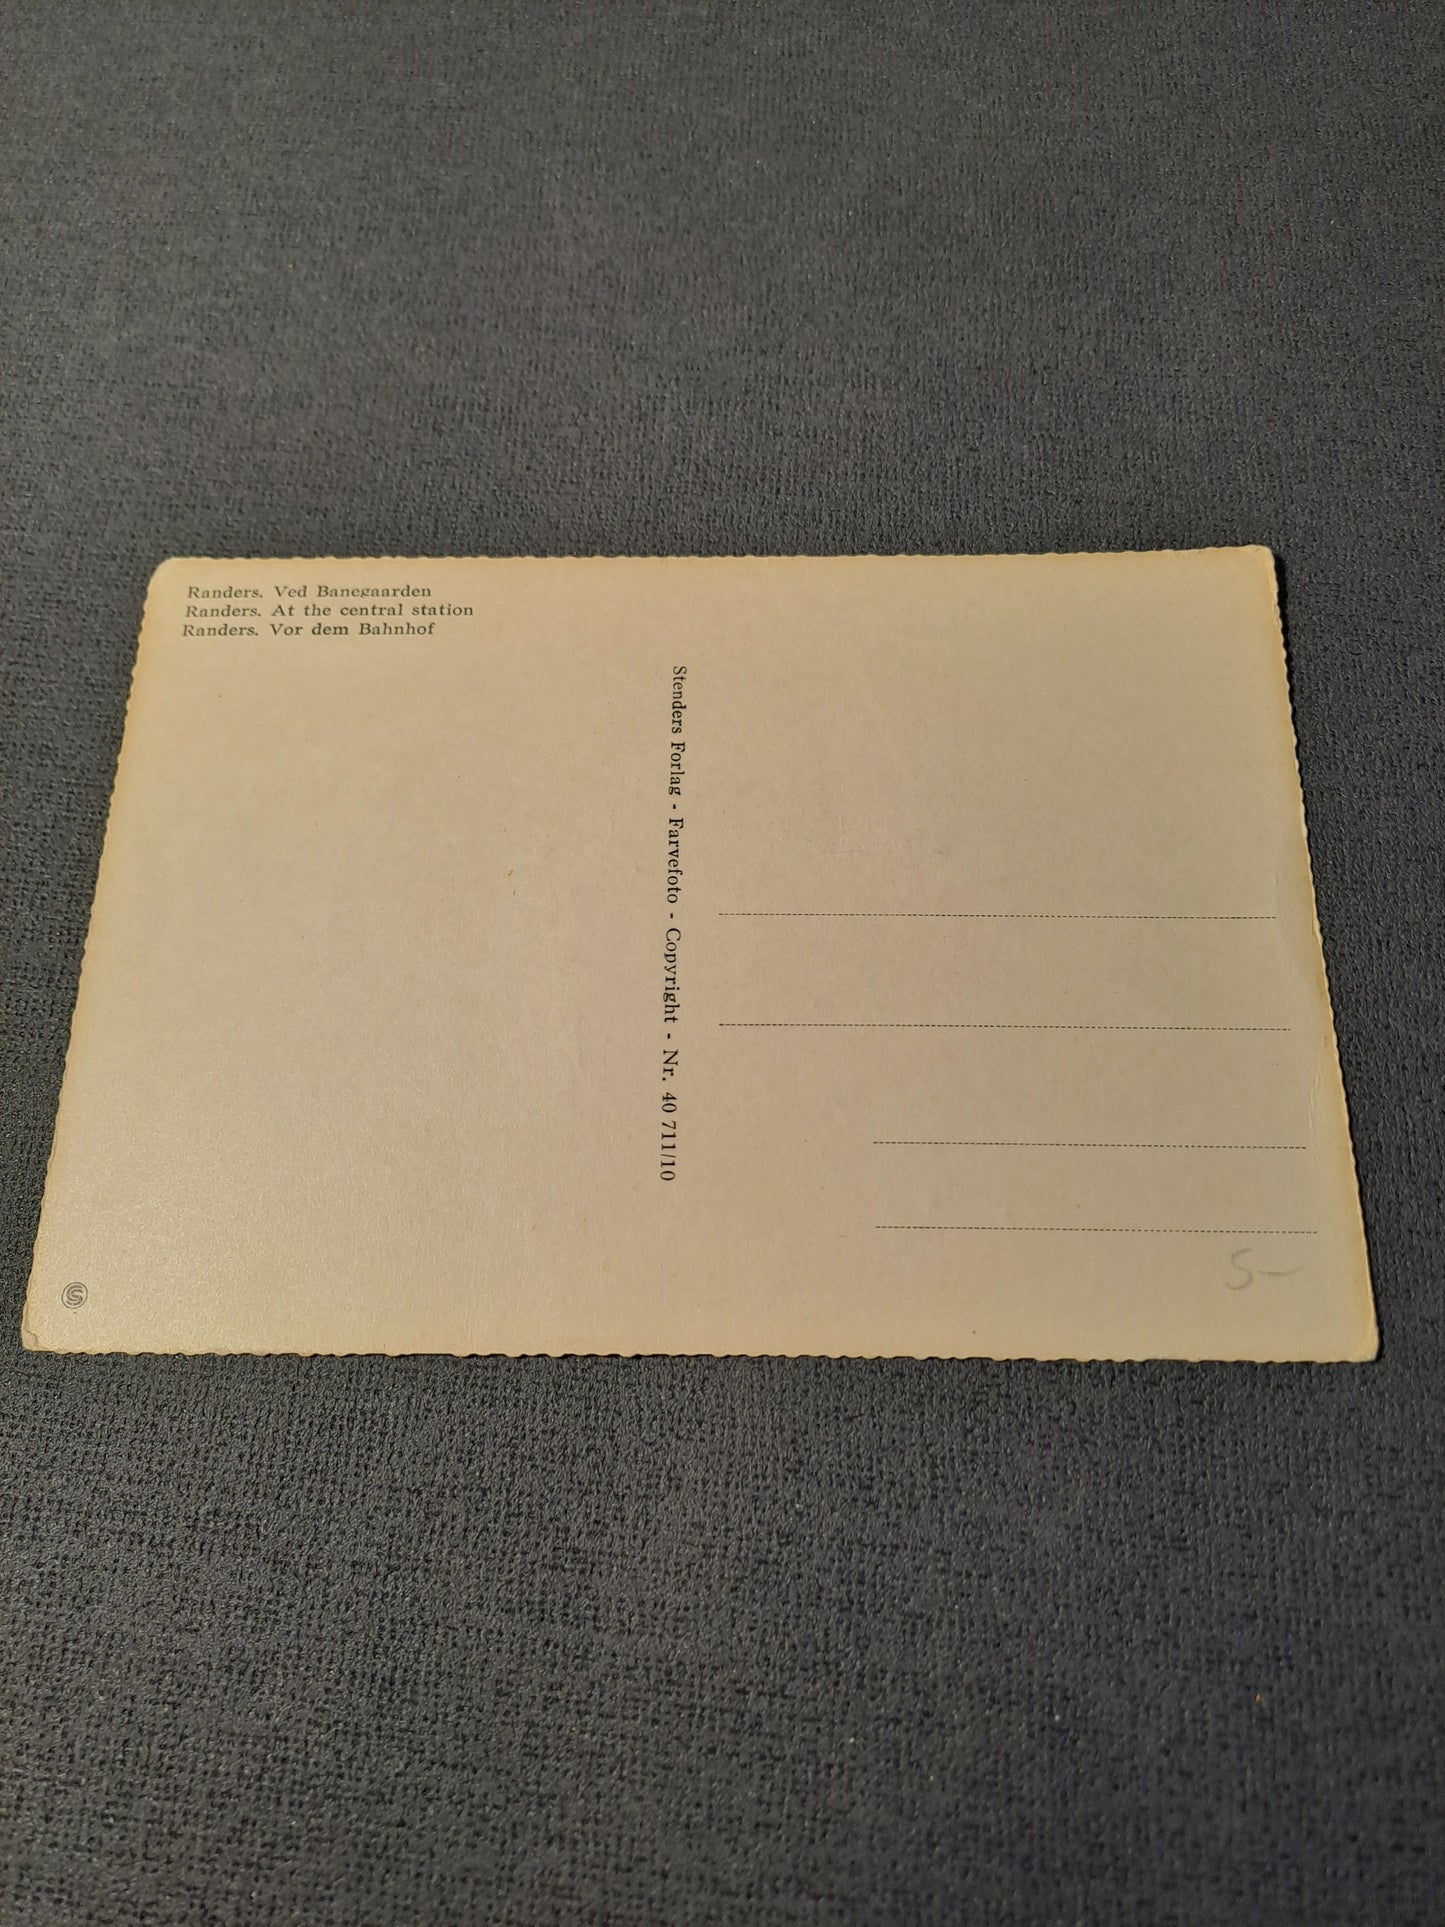 Randers. Ved Banegaarden
Randers. At the central station
Randers. Vor dem Bahnhof
Stenders Forlag - Farvefoto - Copyright - Nr. 40 711/10
5-